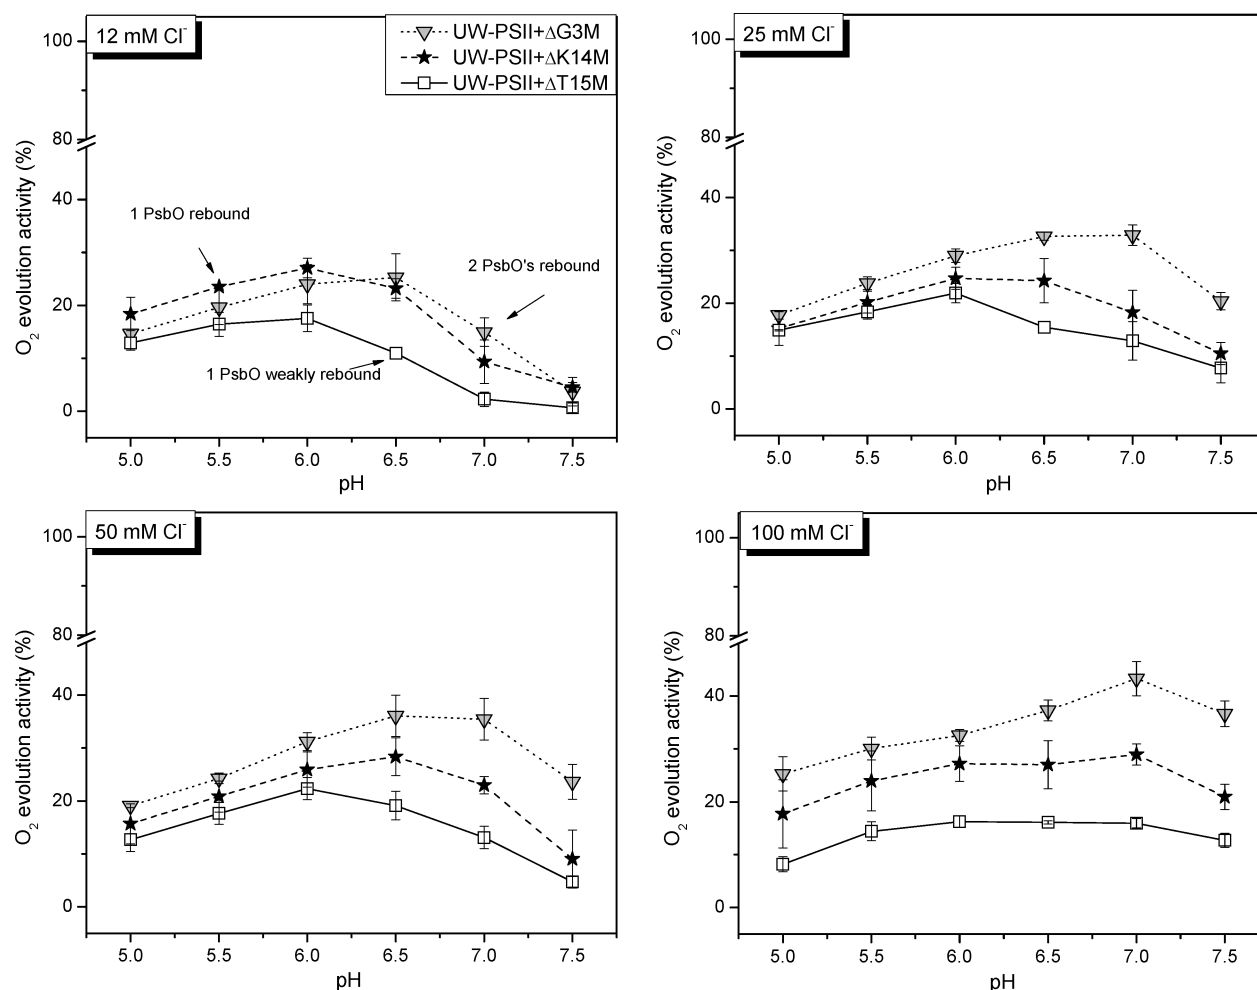 12 mM Cl⁻
UW-PSII+ΔG3M
UW-PSII+ΔK14M
UW-PSII+ΔT15M
O₂ evolution activity (%)
100
80
40
20
0
1 PsbO rebound
2 PsbO's rebound
1 PsbO weakly rebound
5.0 5.5 6.0 6.5 7.0 7.5
pH
25 mM Cl⁻
O₂ evolution activity (%)
100
80
40
20
0
5.0 5.5 6.0 6.5 7.0 7.5
pH
50 mM Cl⁻
O₂ evolution activity (%)
100
80
40
20
0
5.0 5.5 6.0 6.5 7.0 7.5
pH
100 mM Cl⁻
O₂ evolution activity (%)
100
80
40
20
0
5.0 5.5 6.0 6.5 7.0 7.5
pH